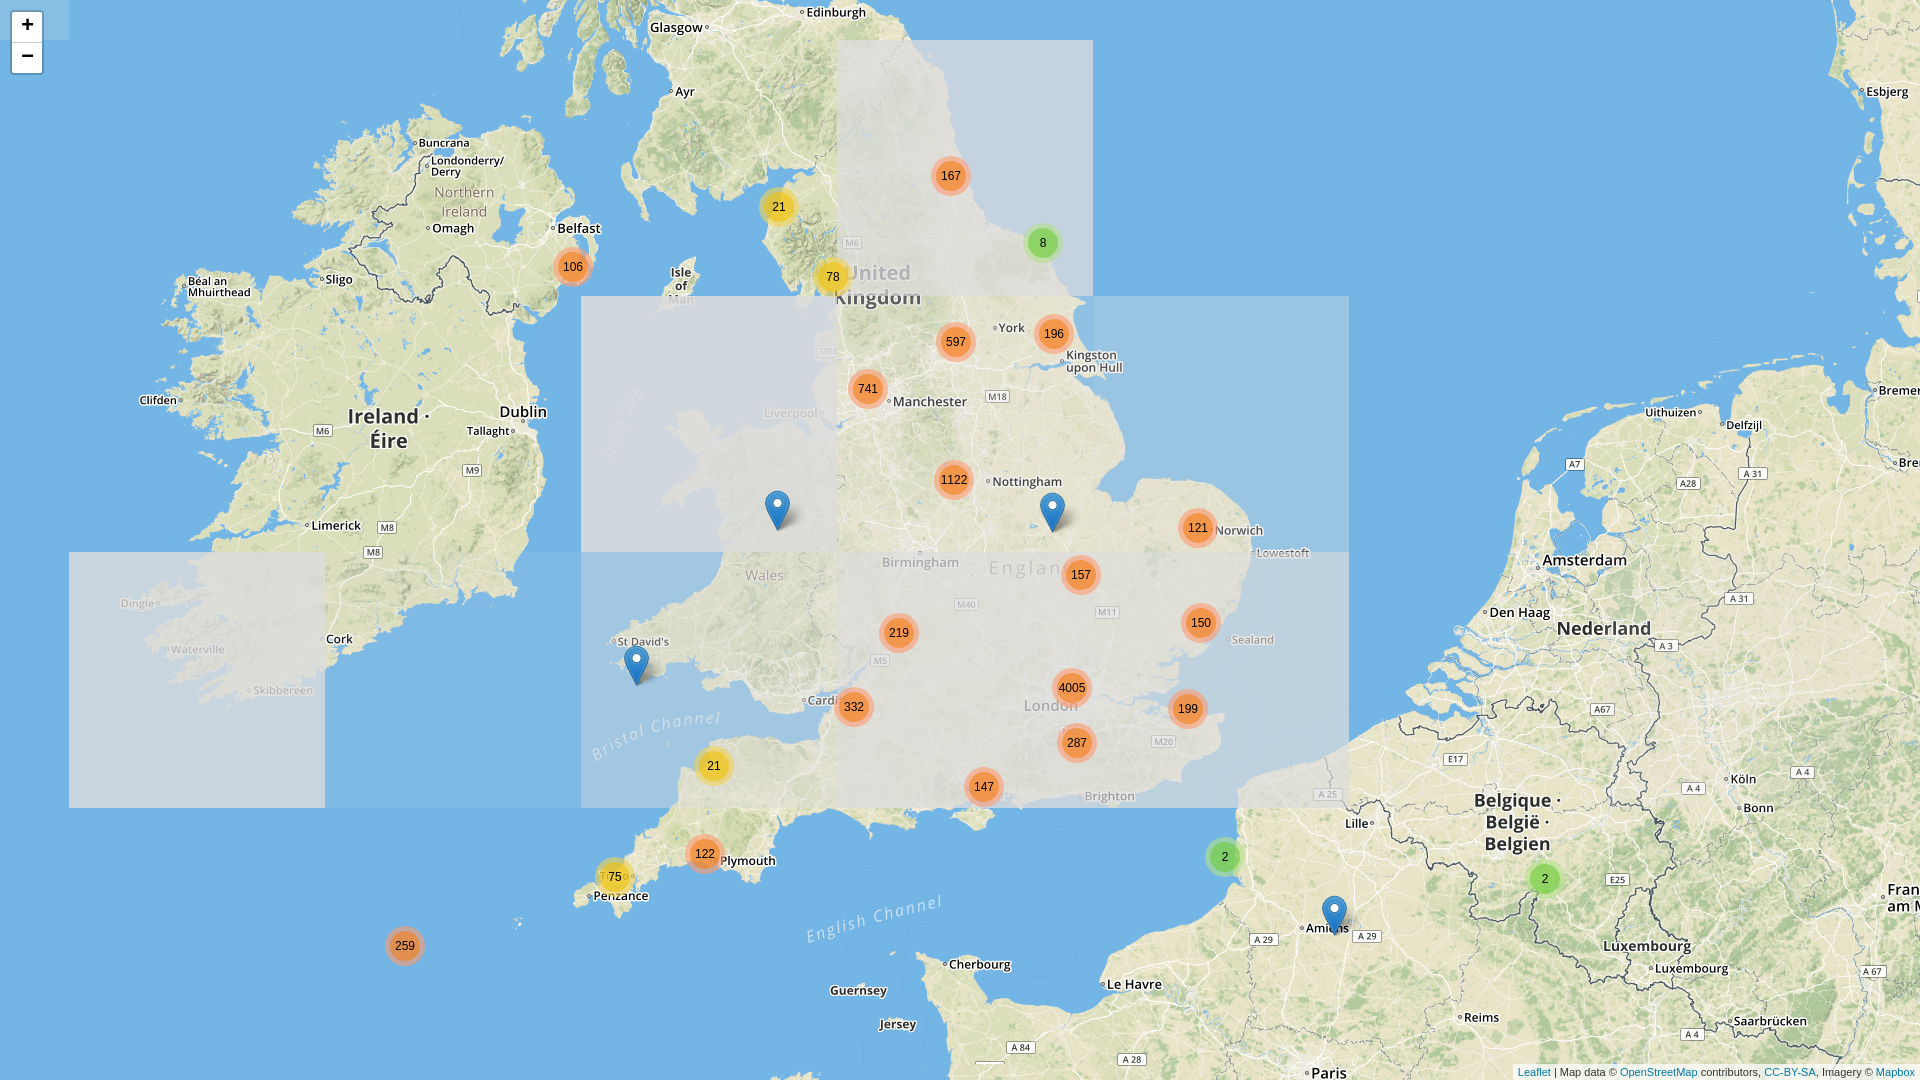 +
−
Edinburgh
Glasgow
Ayr
Esbjerg
Buncrana
Londonderry/
Derry
Northern
Ireland
Omagh
Belfast
167
21
8
106
78
M6
United
Kingdom
Isle
of
Man
Sligo
Béal an
Mhuirthead
York
196
597
Kingston
upon Hull
741
Manchester
M18
Liverpool
Clifden
Ireland ·
Éire
M6
Dublin
Tallaght
M9
Uithuizen
Delfzijl
A7
A 31
A28
1122
Nottingham
Limerick
M8
M8
121
Norwich
Lowestoft
Birmingham
Englan
157
Wales
Amsterdam
A 31
Dingle
M40
M11
Den Haag
Nederland
A 3
Cork
Waterville
Skibbereen
St David's
219
150
Sealand
M5
4005
London
Cardi
332
199
A67
Bristol Channel
287
M20
E17
21
147
Brighton
A 25
Köln
A 4
A 4
Bonn
Belgique ·
België ·
Belgien
Lille
122
Plymouth
75
Penzance
2
2
E25
English Channel
259
A 29
A 29
Luxembourg
Luxembourg
A 67
Cherbourg
Guernsey
Le Havre
Jersey
Reims
Saarbrücken
A 84
A 28
A 4
Paris
Leaflet | Map data © OpenStreetMap contributors, CC-BY-SA, Imagery © Mapbox